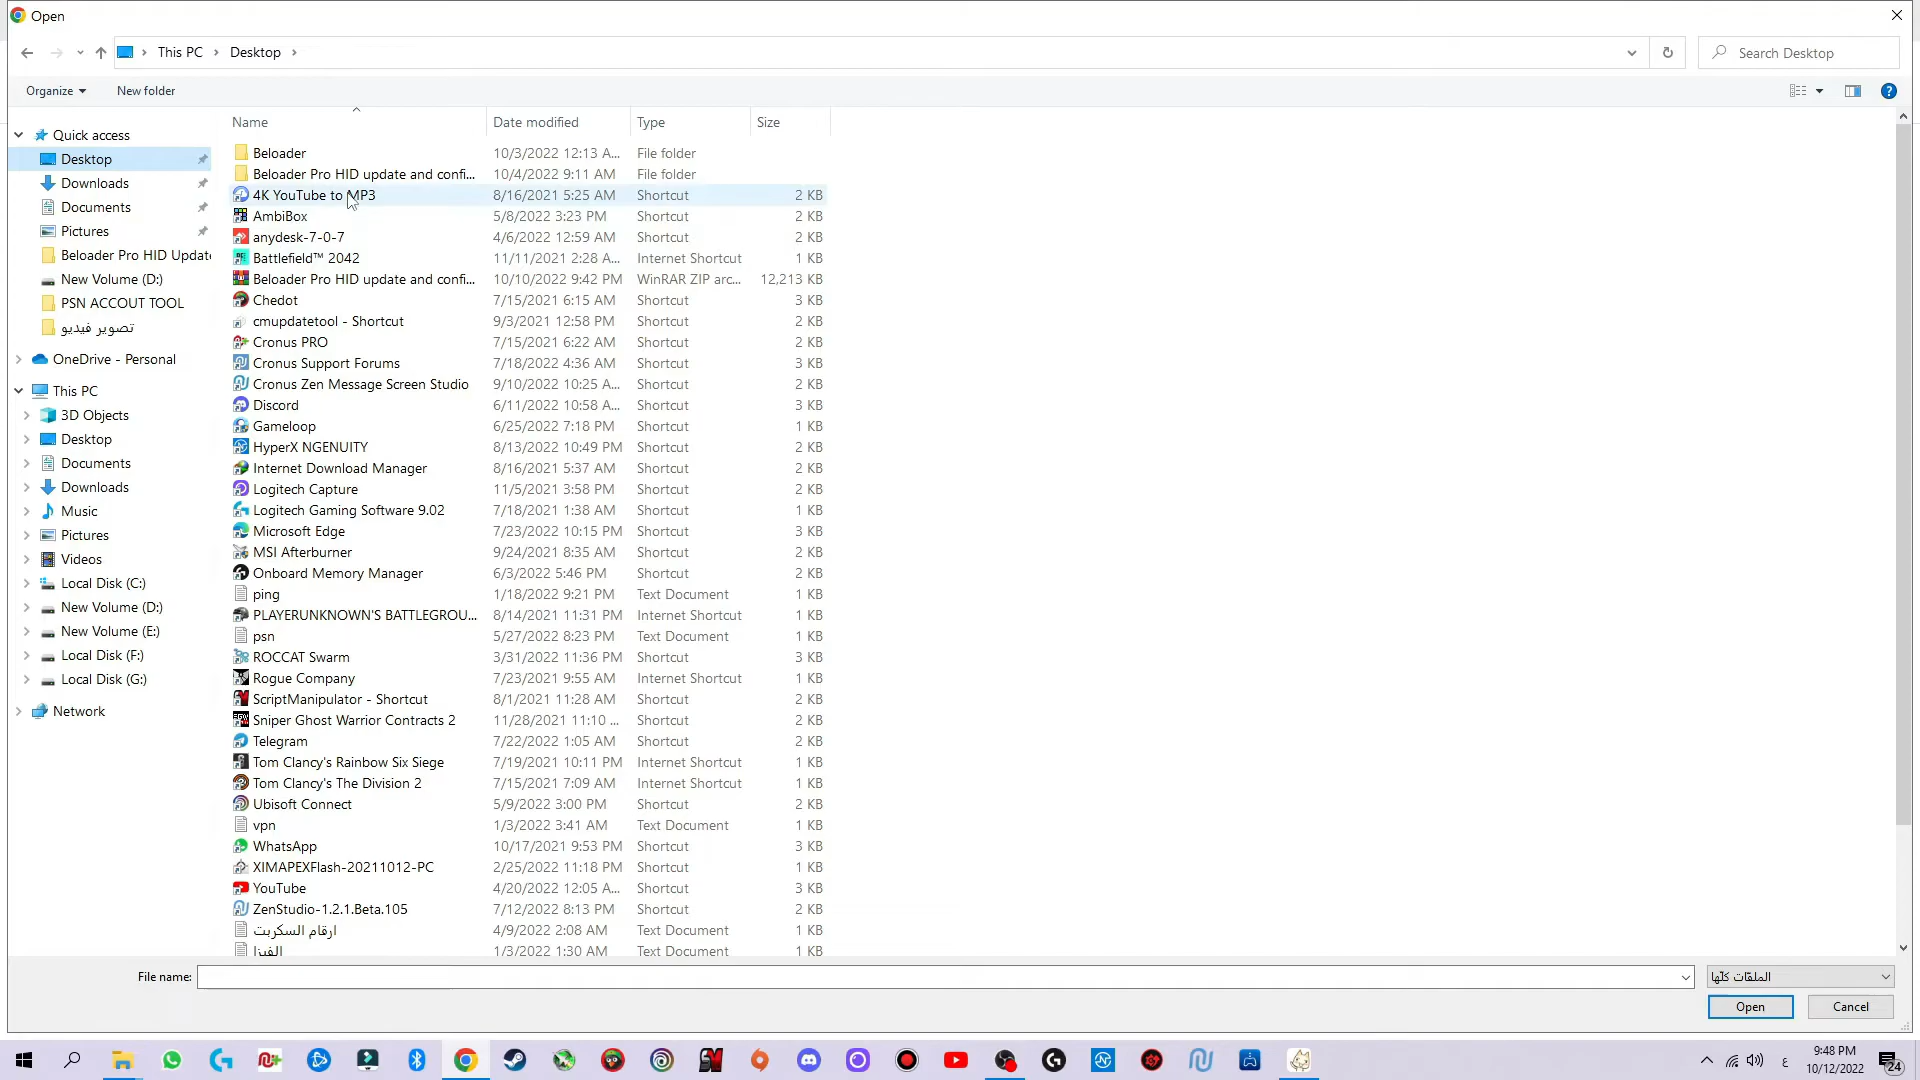 Open
This PC
Desktop
Search Desktop
Organize
New folder
Name
Date modified
Type
Size
Quick access
Desktop
Downloads
Documents
Pictures
Beloader Pro HID Updat
New Volume (D:)
PSN ACCOUT TOOL
تصوير فيديو
OneDrive - Personal
This PC
3D Objects
Desktop
Documents
Downloads
Music
Pictures
Videos
Local Disk (C:)
New Volume (D:)
New Volume (E:)
Local Disk (F:)
Local Disk (G:)
Network
Beloader 10/3/2022 12:13 A... File folder
Beloader Pro HID update and confi... 10/4/2022 9:11 AM File folder
4K YouTube to MP3 8/16/2021 5:25 AM Shortcut 2 KB
AmbiBox 5/8/2022 3:23 PM Shortcut 2 KB
anydesk-7-0-7 4/6/2022 12:59 AM Shortcut 2 KB
Battlefield™ 2042 11/11/2021 2:28 A... Internet Shortcut 1 KB
Beloader Pro HID update and confi... 10/10/2022 9:42 PM WinRAR ZIP arc... 12,213 KB
Chedot 7/15/2021 6:15 AM Shortcut 3 KB
cmupdatetool - Shortcut 9/3/2021 12:58 PM Shortcut 2 KB
Cronus PRO 7/15/2021 6:22 AM Shortcut 2 KB
Cronus Support Forums 7/18/2022 4:36 AM Shortcut 3 KB
Cronus Zen Message Screen Studio 9/10/2022 10:25 A... Shortcut 2 KB
Discord 6/11/2022 10:58 A... Shortcut 3 KB
Gameloop 6/25/2022 7:18 PM Shortcut 1 KB
HyperX NGENUITY 8/13/2022 10:49 PM Shortcut 2 KB
Internet Download Manager 8/16/2021 5:37 AM Shortcut 2 KB
Logitech Capture 11/5/2021 3:58 PM Shortcut 2 KB
Logitech Gaming Software 9.02 7/18/2021 1:38 AM Shortcut 1 KB
Microsoft Edge 7/23/2022 10:15 PM Shortcut 3 KB
MSI Afterburner 9/24/2021 8:35 AM Shortcut 2 KB
Onboard Memory Manager 6/3/2022 5:46 PM Shortcut 2 KB
ping 1/18/2022 9:21 PM Text Document 1 KB
PLAYERUNKNOWN'S BATTLEGROU... 8/14/2021 11:31 PM Internet Shortcut 1 KB
psn 5/27/2022 8:23 PM Text Document 1 KB
ROCCAT Swarm 3/31/2022 11:36 PM Shortcut 3 KB
Rogue Company 7/23/2021 9:55 AM Internet Shortcut 1 KB
ScriptManipulator - Shortcut 8/1/2021 11:28 AM Shortcut 2 KB
Sniper Ghost Warrior Contracts 2 11/28/2021 11:10 ... Shortcut 2 KB
Telegram 7/22/2022 1:05 AM Shortcut 2 KB
Tom Clancy's Rainbow Six Siege 7/19/2021 10:11 PM Internet Shortcut 1 KB
Tom Clancy's The Division 2 7/15/2021 7:09 AM Internet Shortcut 1 KB
Ubisoft Connect 5/9/2022 3:00 PM Shortcut 2 KB
vpn 1/3/2022 3:41 AM Text Document 1 KB
WhatsApp 10/17/2021 9:53 PM Shortcut 3 KB
XIMAPEXFlash-20211012-PC 2/25/2022 11:18 PM Shortcut 1 KB
YouTube 4/20/2022 12:05 A... Shortcut 3 KB
ZenStudio-1.2.1.Beta.105 7/12/2022 8:13 PM Shortcut 2 KB
ارقام السكربت 4/9/2022 2:08 AM Text Document 1 KB
الفيزا 1/3/2022 1:30 AM Text Document 1 KB
File name:
الملفّات كلّها
Open
Cancel
ع
9:48 PM
10/12/2022
24